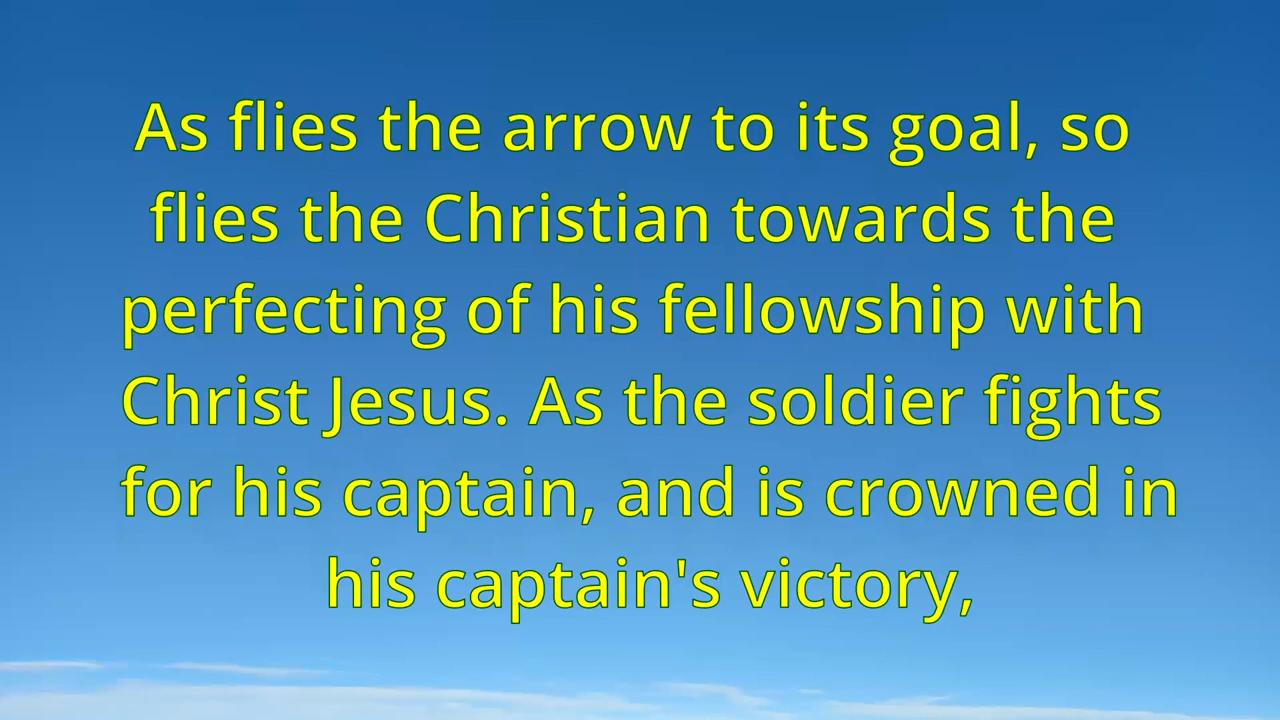 As flies the arrow to its goal, so
flies the Christian towards the
perfecting of his fellowship with
Christ Jesus. As the soldier fights
for his captain, and is crowned in
his captain's victory,